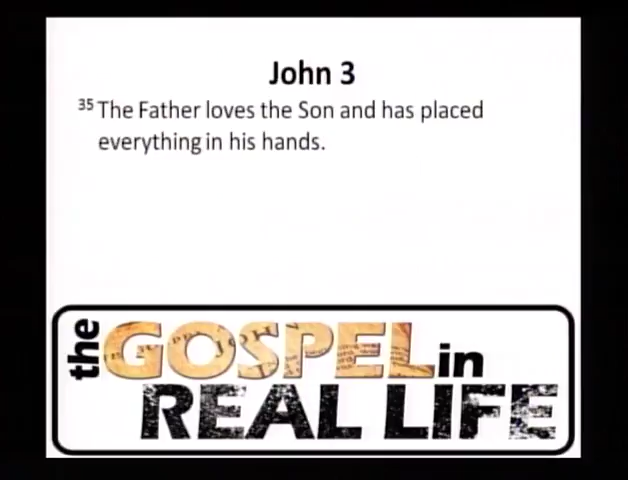 John 3
35 The Father loves the Son and has placed
everything in his hands.
the GOSPEL in
REAL LIFE